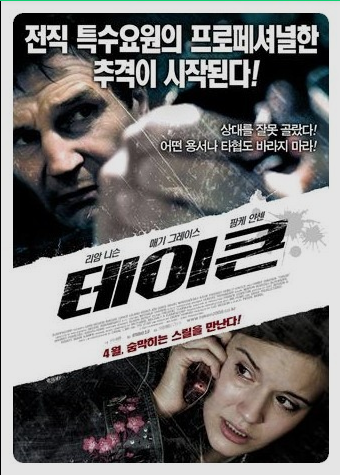 전직 특수요원의 프로페셔널한
추격이 시작된다!
상대를 잘못 골랐다!
어떤 용서나 타협도 바라지 마라!
리암 니슨 매기 그레이스 팜케 얀센
테이큰
4월, 숨막히는 스릴을 만난다!